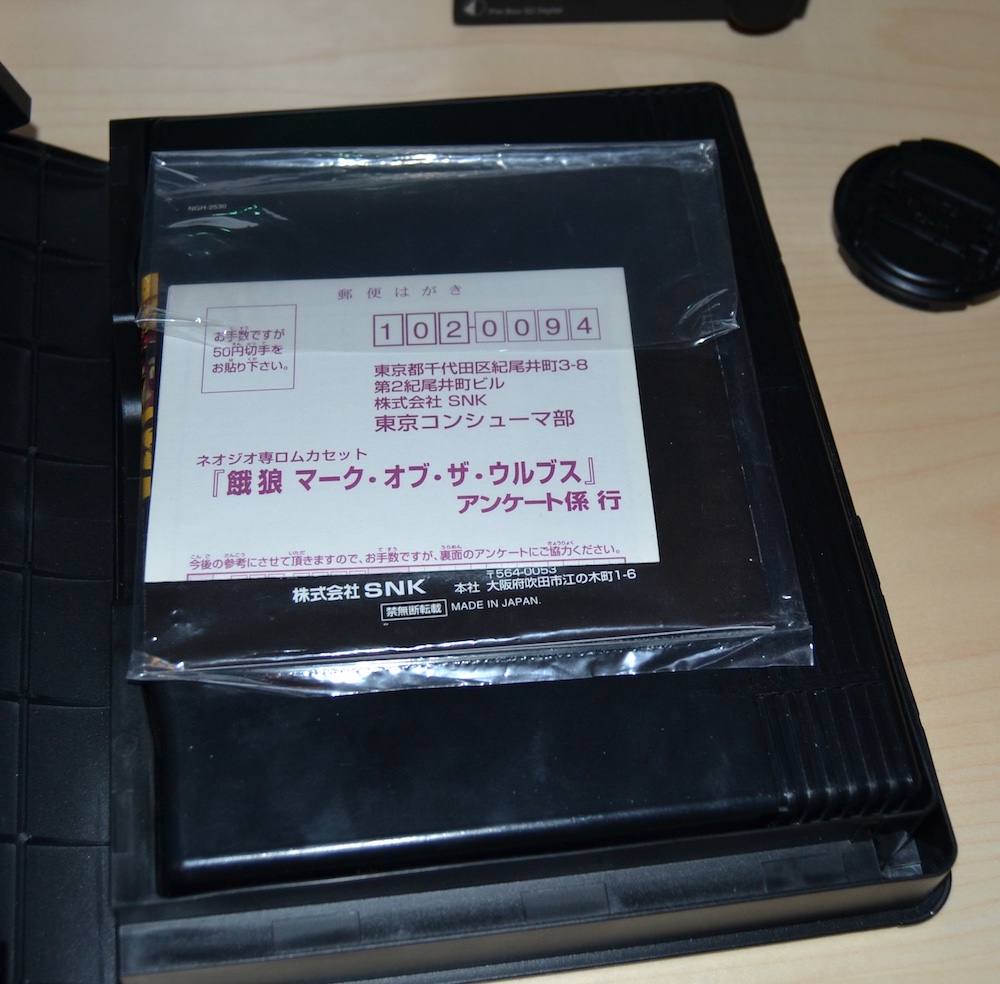 Pre Box S2 Digital
NGH-2530
郵便はがき
お手数ですが
50円切手を
お貼り下さい。
102-0094
東京都千代田区紀尾井町3-8
第2紀尾井町ビル
株式会社 SNK
東京コンシューマ部
ネオジオ専ロムカセット
『餓狼 マーク・オブ・ザ・ウルブス』
アンケート係 行
今後の参考にさせて頂きますので、お手数ですが、裏面のアンケートにご協力ください。
〒564-0053
株式会社SNK 本社 大阪府吹田市江の木町1-6
禁無断転載 MADE IN JAPAN.